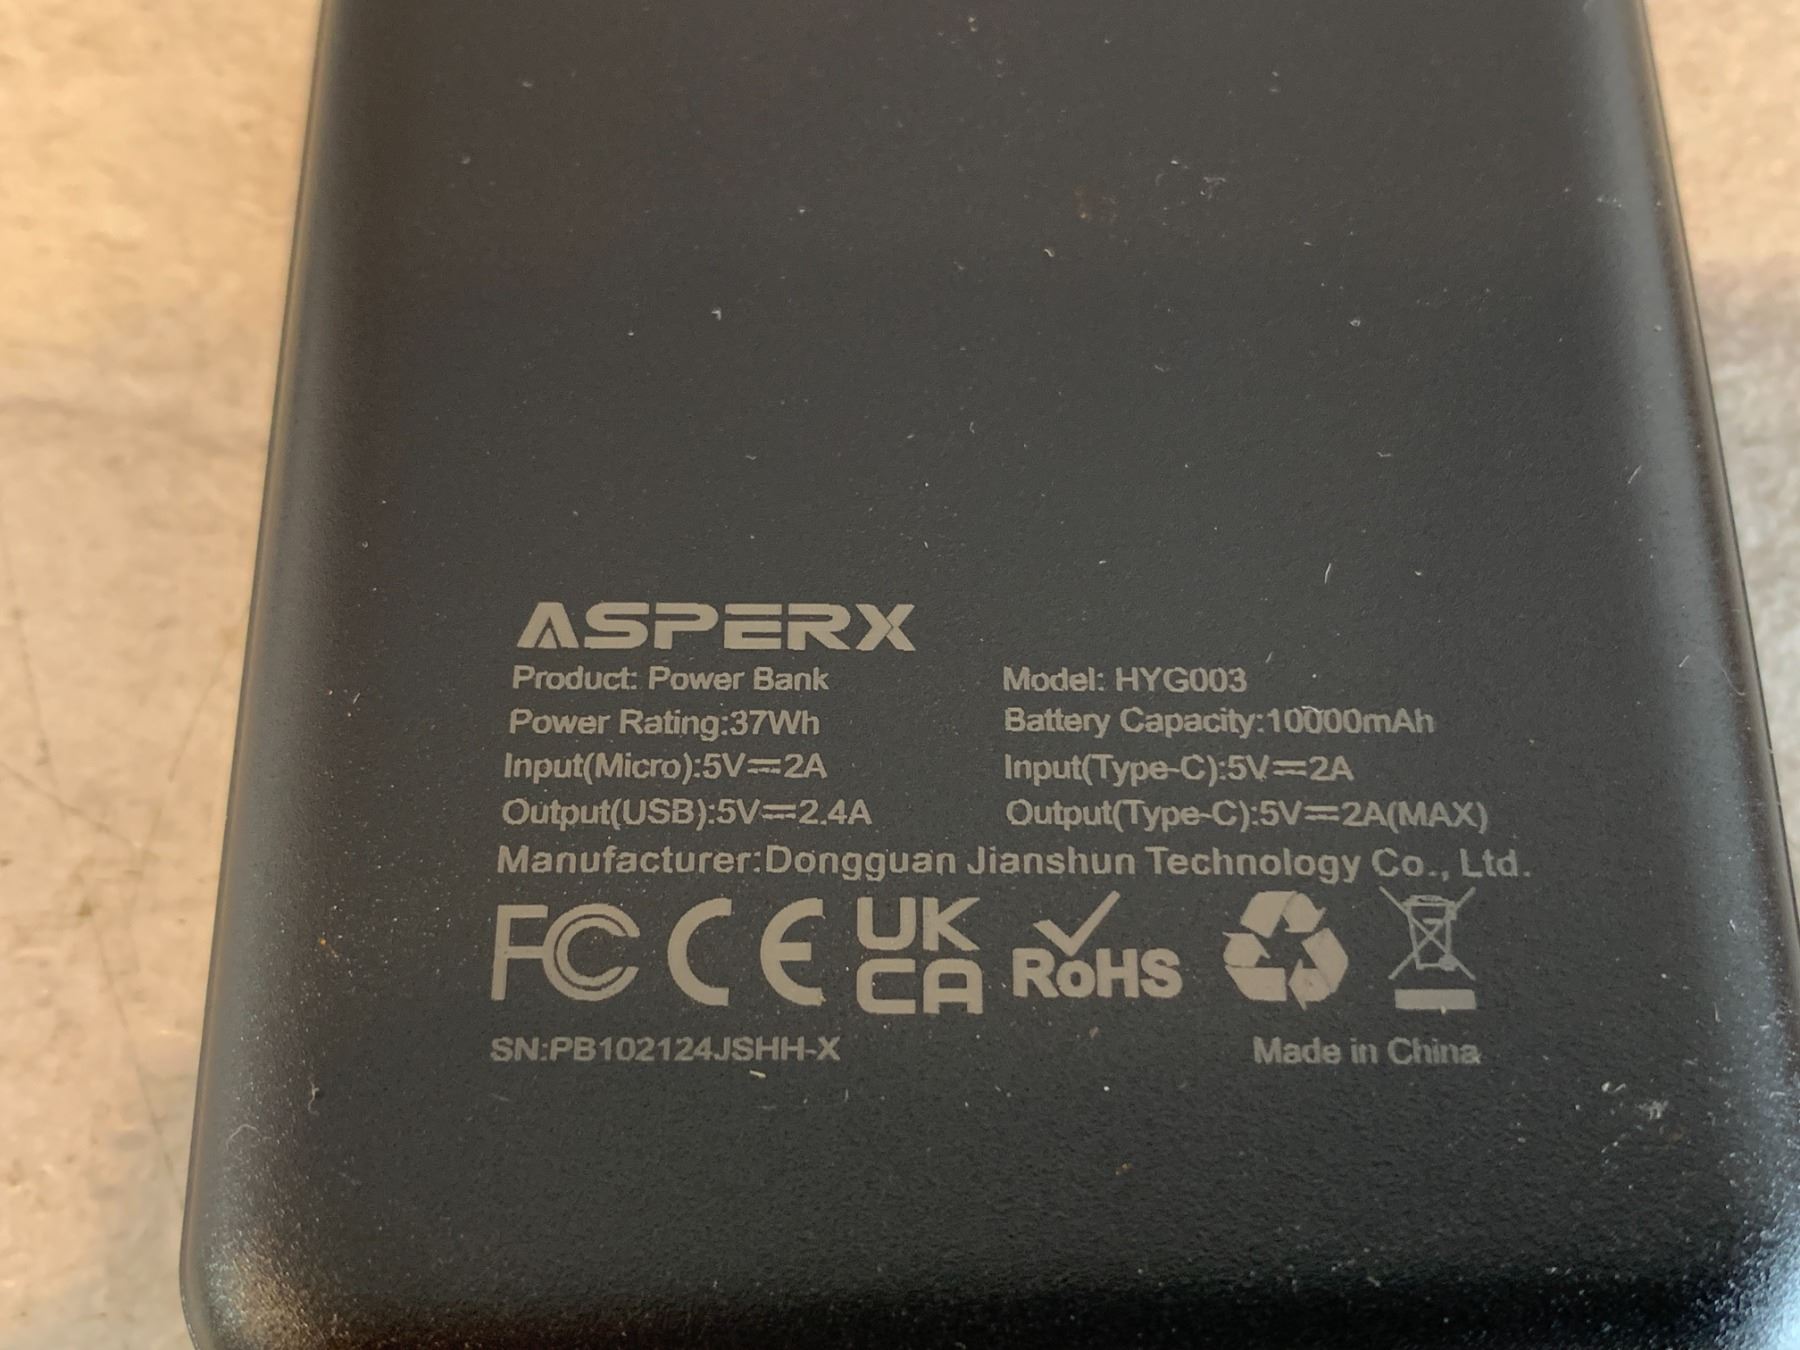 ASPERX
Product: Power Bank Model: HYG003
Power Rating:37Wh Battery Capacity:10000mAh
Input(Micro):5V⎓2A Input(Type-C):5V⎓2A
Output(USB):5V⎓2.4A Output(Type-C):5V⎓2A(MAX)
Manufacturer:Dongguan Jianshun Technology Co., Ltd.
FC CE UK CA RoHS
SN:PB102124JSHH-X Made in China